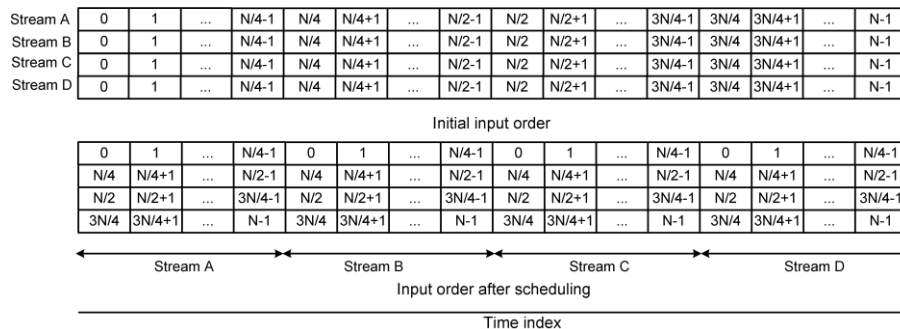 Stream A 0 1 ... N/4-1 N/4 N/4+1 ... N/2-1 N/2 N/2+1 ... 3N/4-1 3N/4 3N/4+1 ... N-1
Stream B 0 1 ... N/4-1 N/4 N/4+1 ... N/2-1 N/2 N/2+1 ... 3N/4-1 3N/4 3N/4+1 ... N-1
Stream C 0 1 ... N/4-1 N/4 N/4+1 ... N/2-1 N/2 N/2+1 ... 3N/4-1 3N/4 3N/4+1 ... N-1
Stream D 0 1 ... N/4-1 N/4 N/4+1 ... N/2-1 N/2 N/2+1 ... 3N/4-1 3N/4 3N/4+1 ... N-1
Initial input order
0 1 ... N/4-1 0 1 ... N/4-1 0 1 ... N/4-1 0 1 ... N/4-1
N/4 N/4+1 ... N/2-1 N/4 N/4+1 ... N/2-1 N/4 N/4+1 ... N/2-1 N/4 N/4+1 ... N/2-1
N/2 N/2+1 ... 3N/4-1 N/2 N/2+1 ... 3N/4-1 N/2 N/2+1 ... 3N/4-1 N/2 N/2+1 ... 3N/4-1
3N/4 3N/4+1 ... N-1 3N/4 3N/4+1 ... N-1 3N/4 3N/4+1 ... N-1 3N/4 3N/4+1 ... N-1
Stream A Stream B Stream C Stream D
Input order after scheduling
Time index